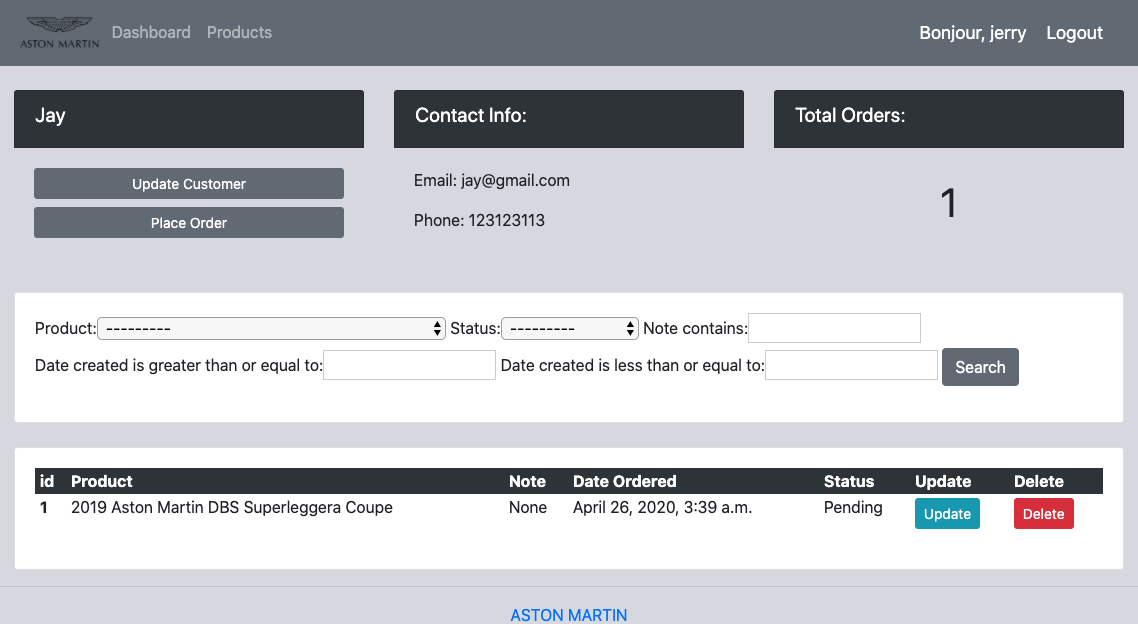 ASTON MARTIN Dashboard Products Bonjour, jerry Logout
Jay
Update Customer
Place Order
Contact Info:
Email: jay@gmail.com
Phone: 123123113
Total Orders:
1
Product: --------- Status: --------- Note contains:
Date created is greater than or equal to: Date created is less than or equal to: Search
id Product Note Date Ordered Status Update Delete
1 2019 Aston Martin DBS Superleggera Coupe None April 26, 2020, 3:39 a.m. Pending Update Delete
ASTON MARTIN